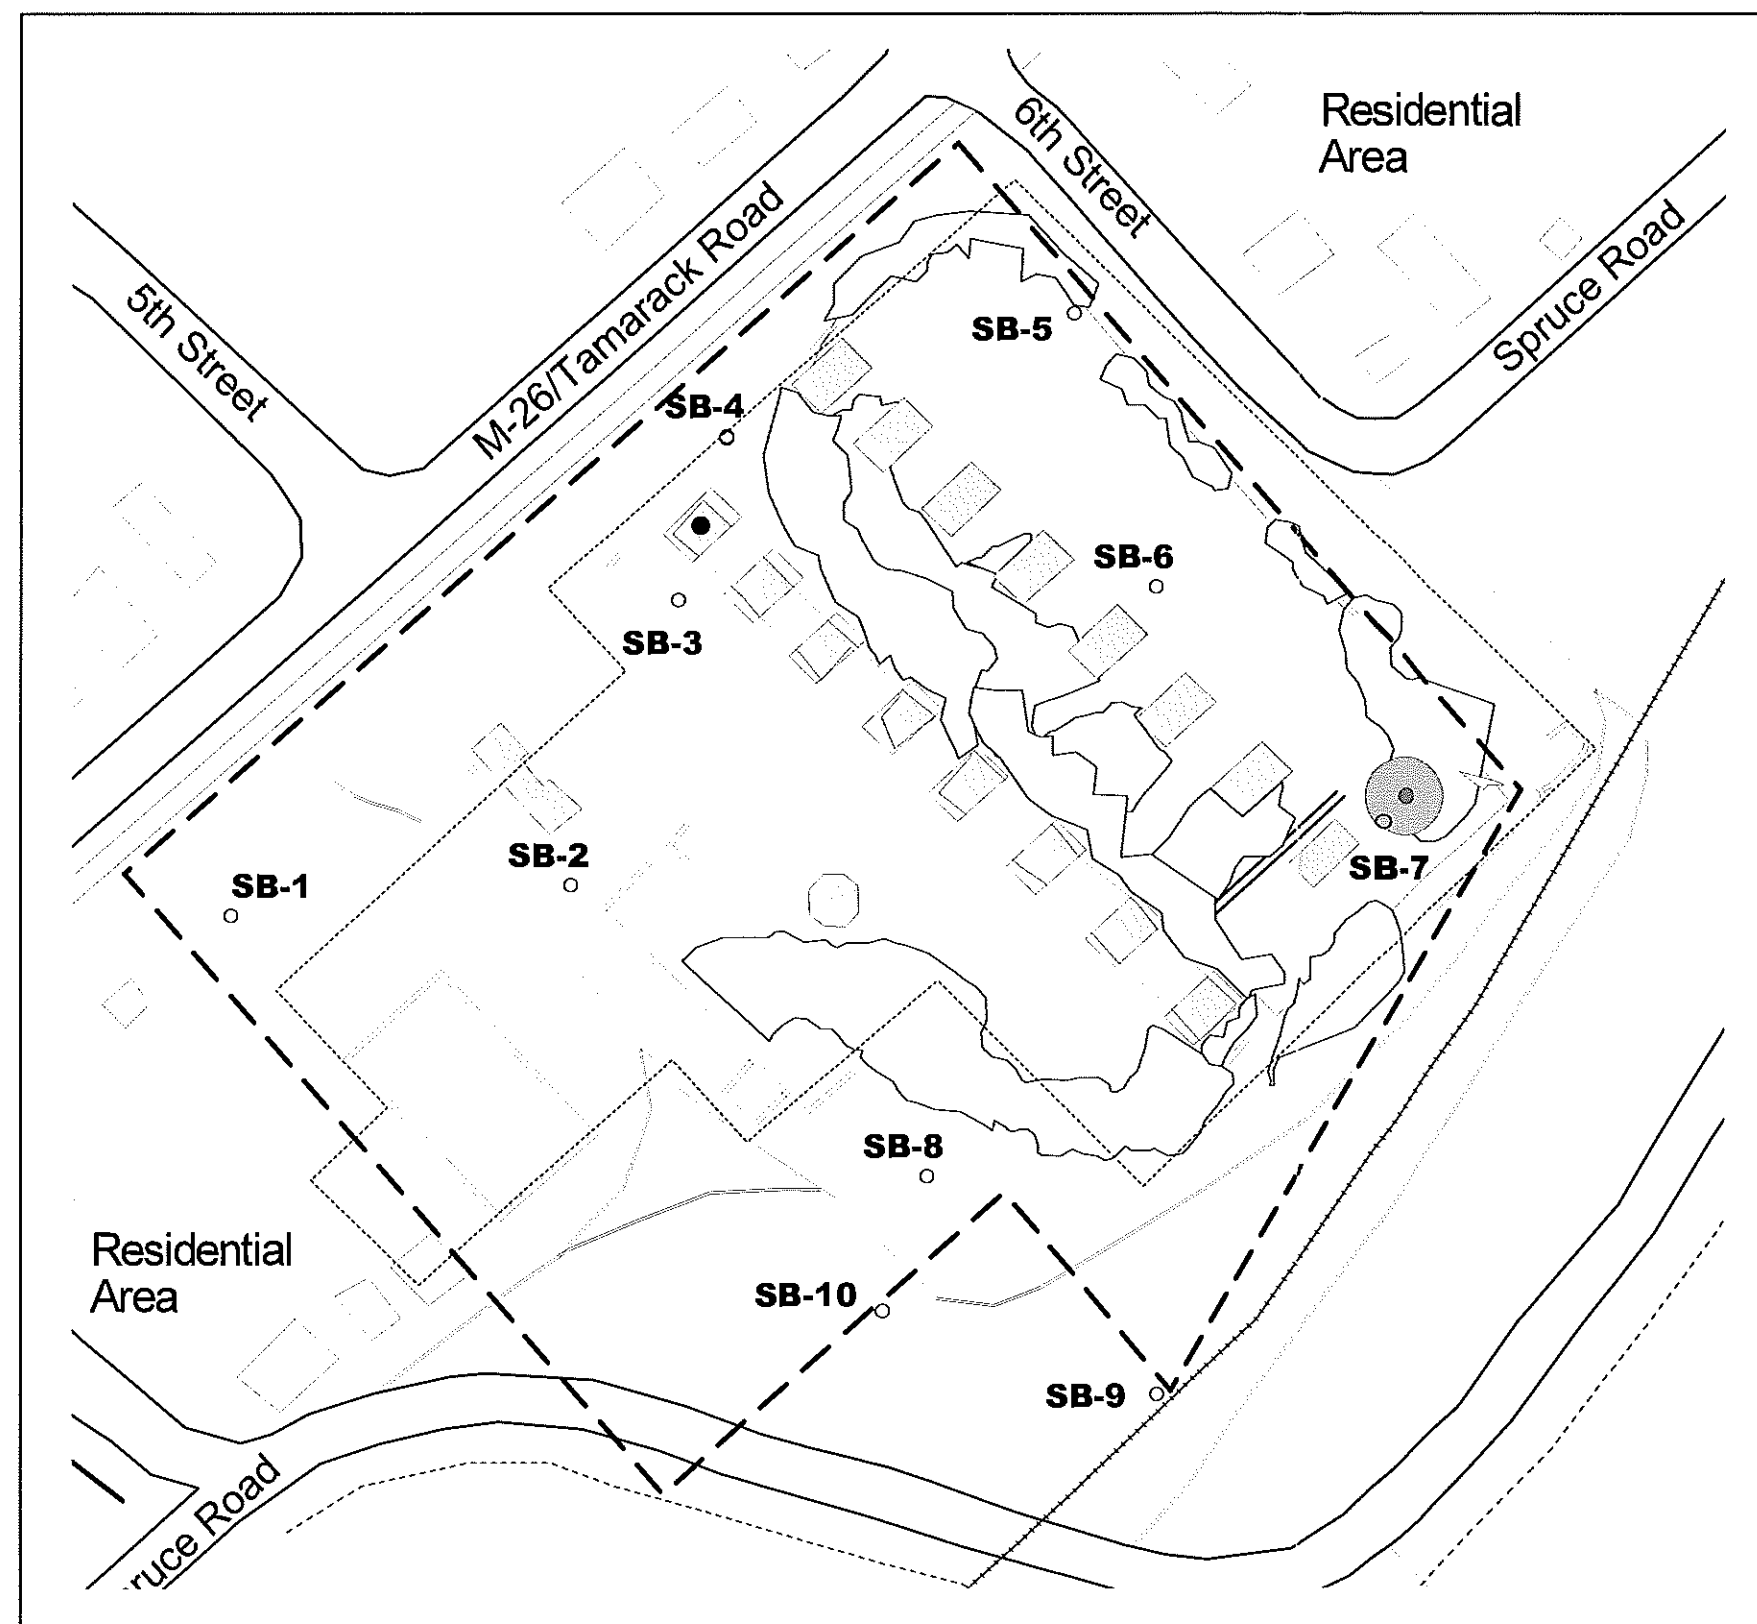 Residential
Area
6th Street
Spruce Road
M-26/Tamarack Road
5th Street
SB-5
SB-4
SB-6
SB-3
SB-2
SB-7
SB-1
SB-8
Residential
Area
SB-10
SB-9
ruce Road